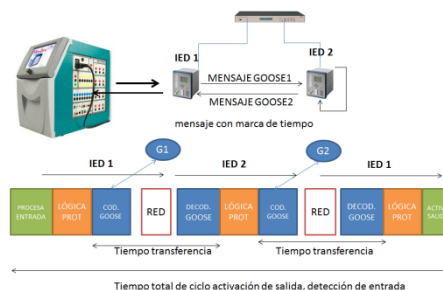 IED 1
IED 2
MENSAJE GOOSE1
MENSAJE GOOSE2
mensaje con marca de tiempo
G1
G2
IED 1
IED 2
IED 1
PROCESA
ENTRADA
LÓGICA
PROT
COD.
GOOSE
RED
DECOD.
GOOSE
LÓGICA
PROT
COD.
GOOSE
RED
DECOD.
GOOSE
LÓGICA
PROT
ACTIV
SALID
Tiempo transferencia
Tiempo transferencia
Tiempo total de ciclo activación de salida, detección de entrada